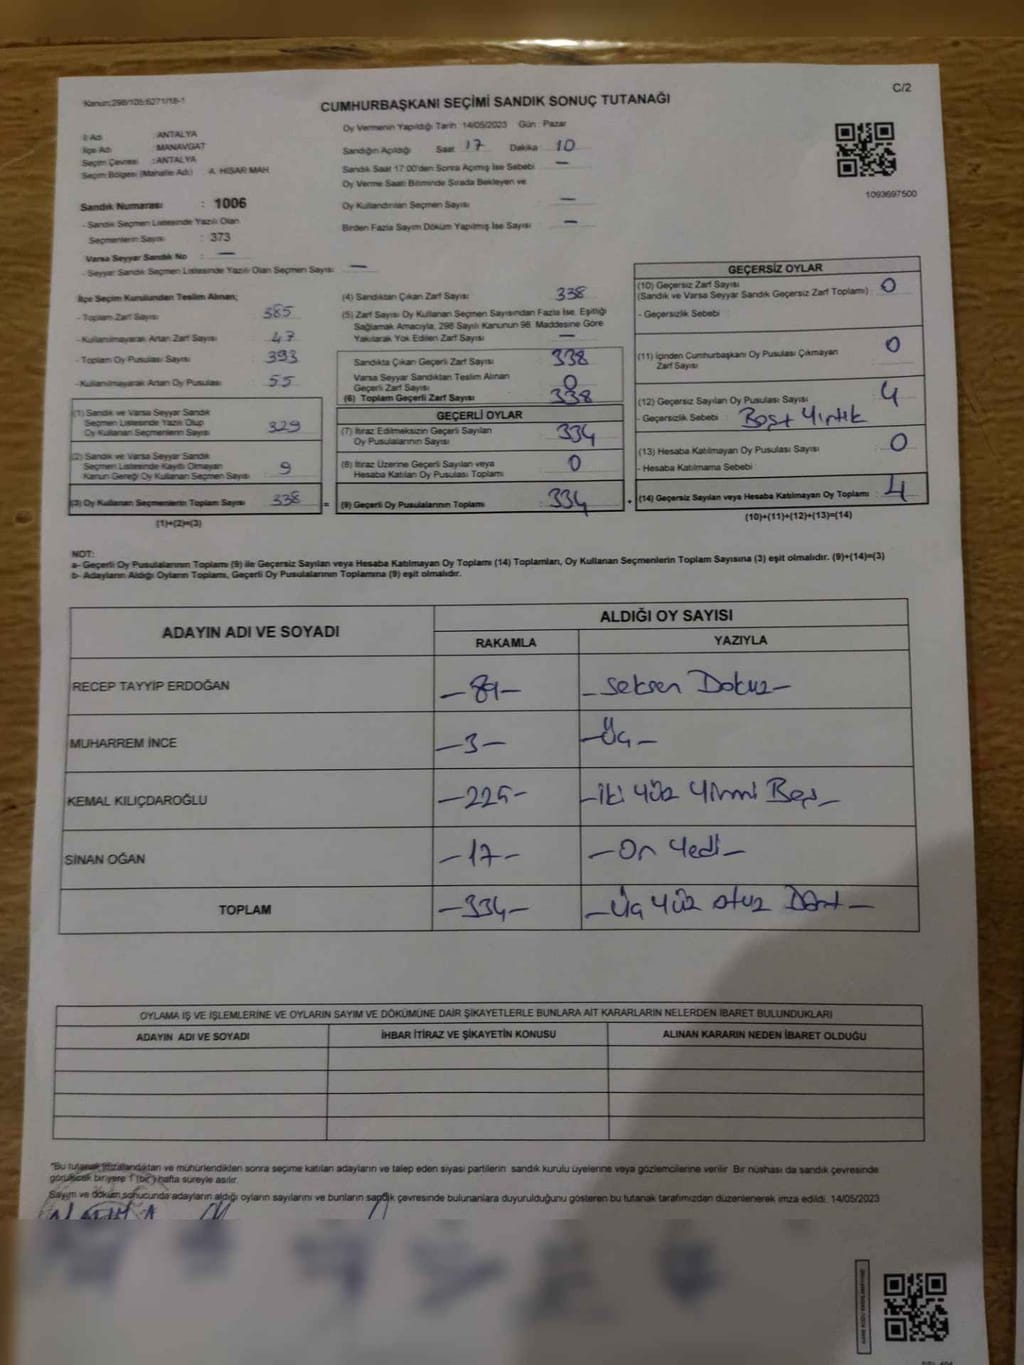 Kanun:298/105;6271/18-1
C/2
CUMHURBAŞKANI SEÇİMİ SANDIK SONUÇ TUTANAĞI
İl Adı :ANTALYA
İlçe Adı MANAVGAT
Seçim Çevresi :ANTALYA
Seçim Bölgesi (Mahalle Adı) A. HİSAR MAH
Sandık Numarası : 1006
- Sandık Seçmen Listesinde Yazılı Olan
Seçmenlerin Sayısı : 373
Varsa Seyyar Sandık No : —
- Seyyar Sandık Seçmen Listesinde Yazılı Olan Seçmen Sayısı : —
Oy Vermenin Yapıldığı Tarih :14/05/2023 Gün : Pazar
Sandığın Açıldığı Saat 17 Dakika 10
Sandık Saat 17:00'den Sonra Açılmış İse Sebebi —
Oy Verme Saati Bitiminde Sırada Bekleyen ve
Oy Kullandırılan Seçmen Sayısı —
Birden Fazla Sayım Döküm Yapılmış İse Sayısı —
1093697500
İlçe Seçim Kurulundan Teslim Alınan;
- Toplam Zarf Sayısı 385
- Kullanılmayarak Artan Zarf Sayısı 47
- Toplam Oy Pusulası Sayısı 393
- Kullanılmayarak Artan Oy Pusulası 55
(1) Sandık ve Varsa Seyyar Sandık
Seçmen Listesinde Yazılı Olup
Oy Kullanan Seçmenlerin Sayısı 329
(2) Sandık ve Varsa Seyyar Sandık
Seçmen Listesinde Kayıtlı Olmayan
Kanun Gereği Oy Kullanan Seçmen Sayısı 9
(3) Oy Kullanan Seçmenlerin Toplam Sayısı 338 =
(1)+(2)=(3)
(4) Sandıktan Çıkan Zarf Sayısı 338
(5) Zarf Sayısı Oy Kullanan Seçmen Sayısından Fazla İse, Eşitliği
Sağlamak Amacıyla, 298 Sayılı Kanunun 98. Maddesine Göre
Yakılarak Yok Edilen Zarf Sayısı —
Sandıkta Çıkan Geçerli Zarf Sayısı 338
Varsa Seyyar Sandıktan Teslim Alınan
Geçerli Zarf Sayısı 0
(6) Toplam Geçerli Zarf Sayısı 338
GEÇERLİ OYLAR
(7) İtiraz Edilmeksizin Geçerli Sayılan
Oy Pusulalarının Sayısı 334
(8) İtiraz Üzerine Geçerli Sayılan veya
Hesaba Katılan Oy Pusulası Toplamı 0
(9) Geçerli Oy Pusulalarının Toplamı 334 +
GEÇERSİZ OYLAR
(10) Geçersiz Zarf Sayısı
(Sandık ve Varsa Seyyar Sandık Geçersiz Zarf Toplamı) 0
- Geçersizlik Sebebi
(11) İçinden Cumhurbaşkanı Oy Pusulası Çıkmayan
Zarf Sayısı 0
(12) Geçersiz Sayılan Oy Pusulası Sayısı 4
- Geçersizlik Sebebi Boş+Yırtık
(13) Hesaba Katılmayan Oy Pusulası Sayısı 0
- Hesaba Katılmama Sebebi
(14) Geçersiz Sayılan veya Hesaba Katılmayan Oy Toplamı : 4
(10)+(11)+(12)+(13)=(14)
NOT:
a- Geçerli Oy Pusulalarının Toplamı (9) ile Geçersiz Sayılan veya Hesaba Katılmayan Oy Toplamı (14) Toplamları, Oy Kullanan Seçmenlerin Toplam Sayısına (3) eşit olmalıdır. (9)+(14)=(3)
b- Adayların Aldığı Oyların Toplamı, Geçerli Oy Pusulalarının Toplamına (9) eşit olmalıdır.
ADAYIN ADI VE SOYADI
ALDIĞI OY SAYISI
RAKAMLA YAZIYLA
RECEP TAYYİP ERDOĞAN —89— —Seksen Dokuz—
MUHARREM İNCE —3— —Üç—
KEMAL KILIÇDAROĞLU —225— —İki Yüz Yirmi Beş—
SİNAN OĞAN —17— —On Yedi—
TOPLAM —334— —Üç Yüz otuz Dört—
OYLAMA İŞ VE İŞLEMLERİNE VE OYLARIN SAYIM VE DÖKÜMÜNE DAİR ŞİKAYETLERLE BUNLARA AİT KARARLARIN NELERDEN İBARET BULUNDUKLARI
ADAYIN ADI VE SOYADI İHBAR İTİRAZ VE ŞİKAYETİN KONUSU ALINAN KARARIN NEDEN İBARET OLDUĞU
*Bu tutanak imzalandıktan ve mühürlendikten sonra seçime katılan adayların ve talep eden siyasi partilerin sandık kurulu üyelerine veya gözlemcilerine verilir. Bir nüshası da sandık çevresinde
görülecek bir yere 1 (bir) hafta süreyle asılır.
Sayım ve döküm sonucunda adayların aldığı oyların sayılarını ve bunların sandık çevresinde bulunanlara duyurulduğunu gösteren bu tutanak tarafımızdan düzenlenerek imza edildi. 14/05/2023